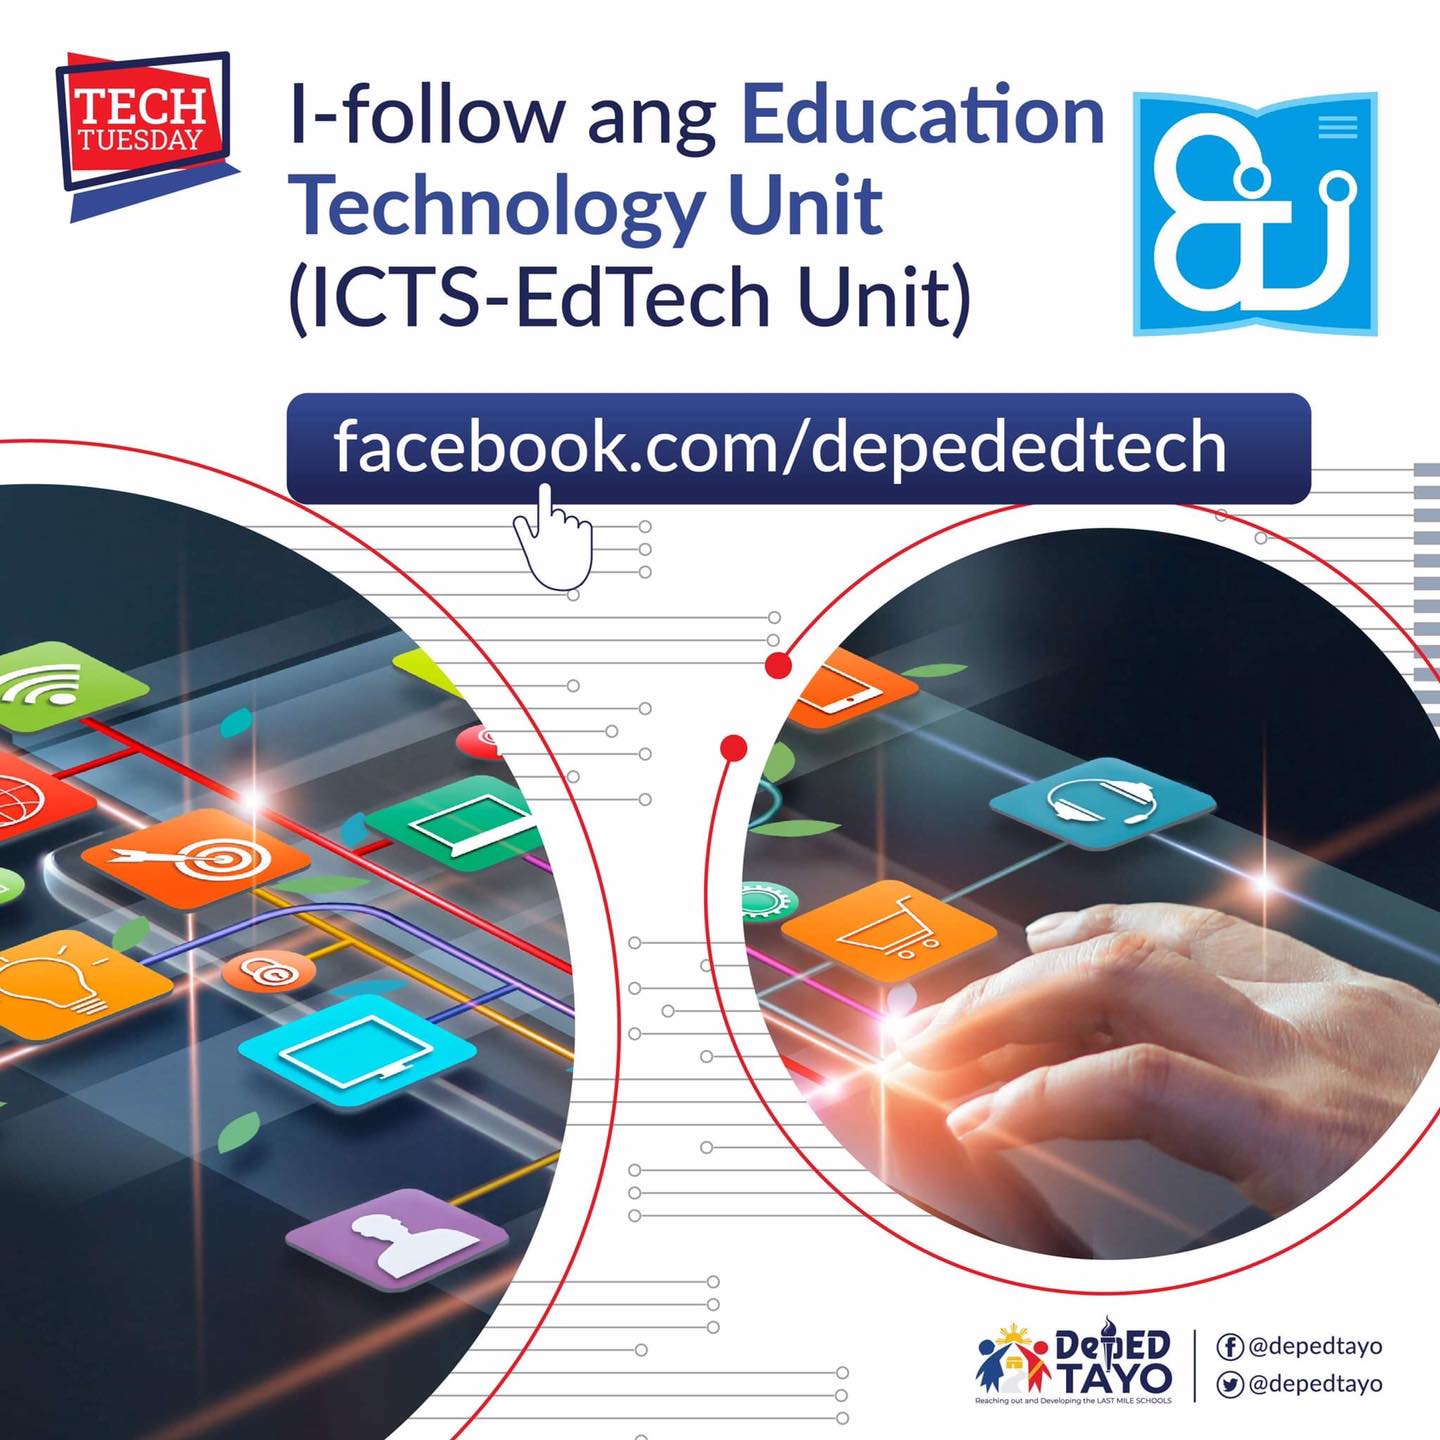 TECH
TUESDAY
I-follow ang Education
Technology Unit
(ICTS-EdTech Unit)
facebook.com/depededtech
DepED
TAYO
Reaching out and Developing the LAST MILE SCHOOLS
@depedtayo
@depedtayo